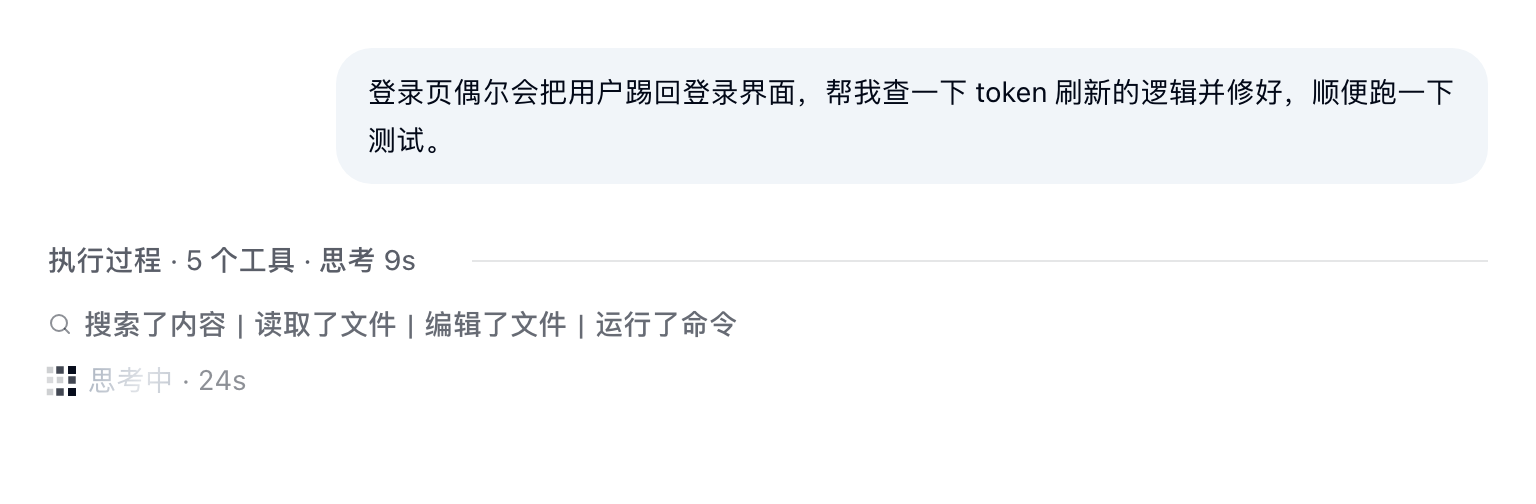 登录页偶尔会把用户踢回登录界面，帮我查一下 token 刷新的逻辑并修好，顺便跑一下
测试。
执行过程 · 5 个工具 · 思考 9s
搜索了内容 | 读取了文件 | 编辑了文件 | 运行了命令
思考中 · 24s